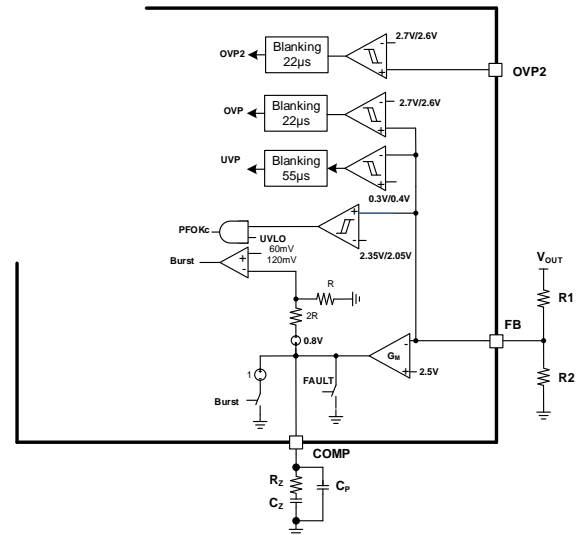 2.7V/2.6V
-
+
Blanking
22µs
OVP2
OVP2
2.7V/2.6V
-
+
Blanking
22µs
OVP
Blanking
55µs
UVP
-
+
0.3V/0.4V
PFOKc
UVLO
+
-
2.35V/2.05V
60mV
120mV
Burst
+
-
R
2R
0.8V
VOUT
R1
FB
R2
GM
-
+
2.5V
1
FAULT
Burst
COMP
RZ
CZ
CP